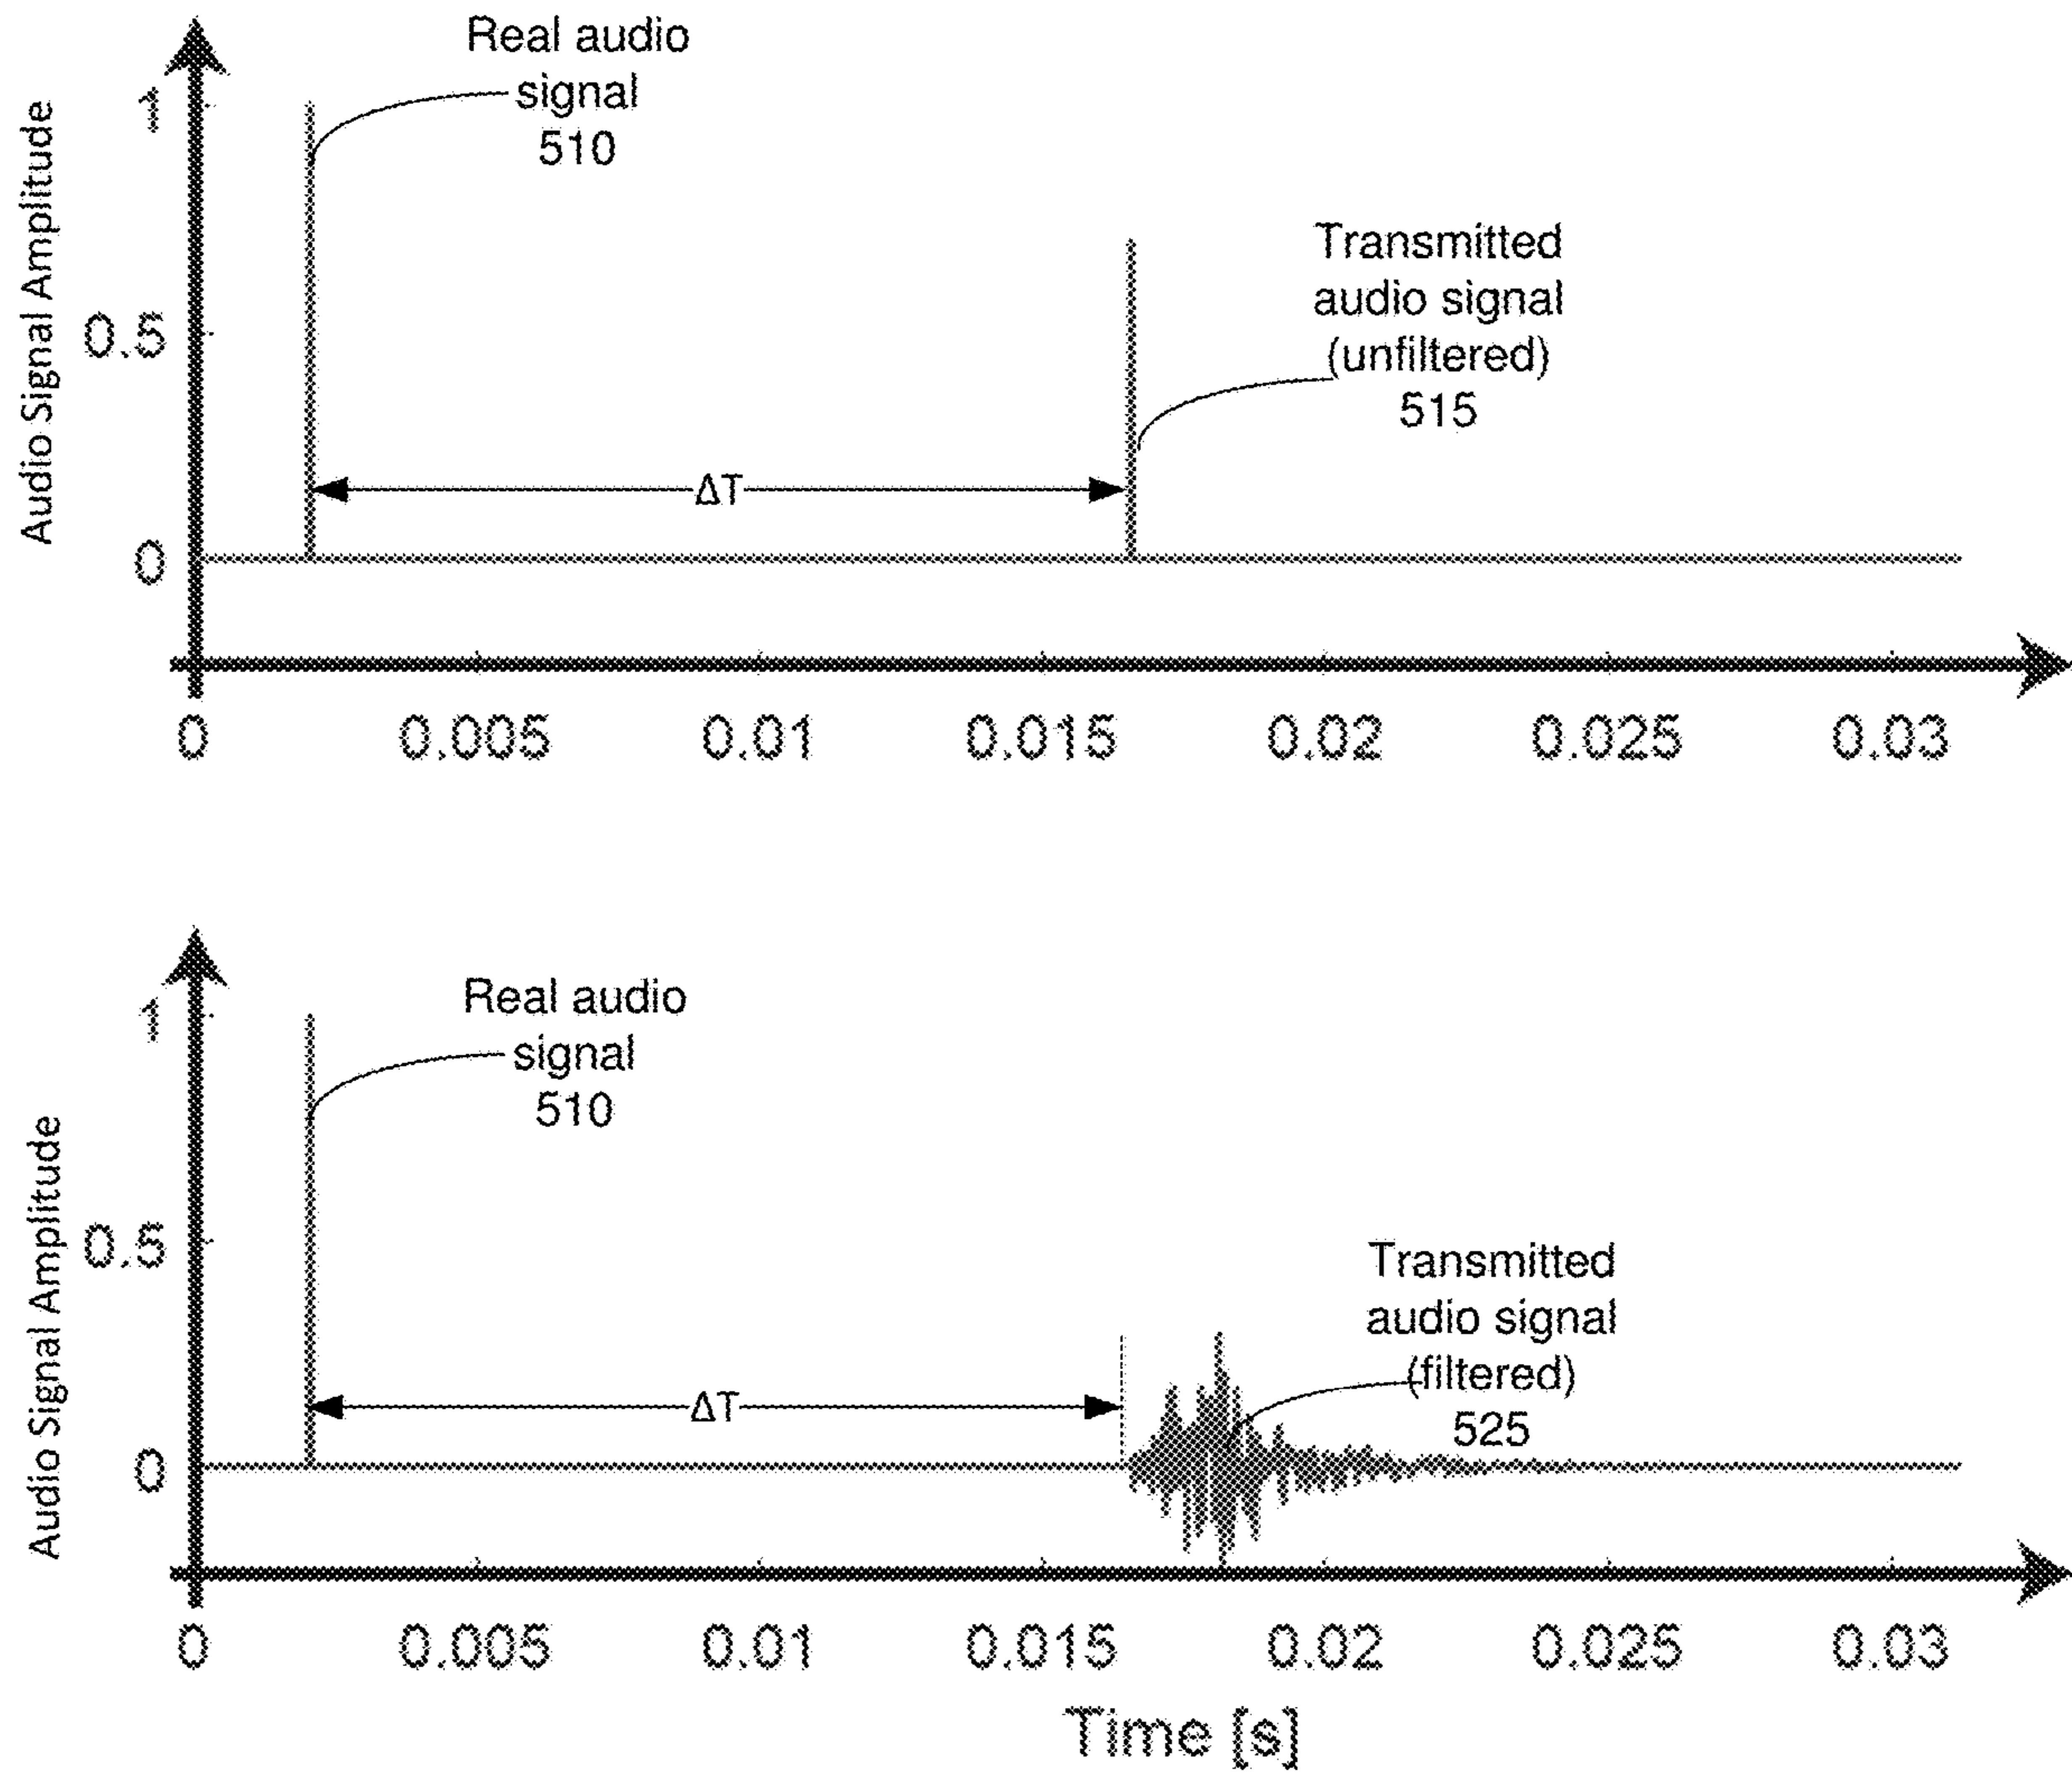 Real audio
signal
510
Audio Signal Amplitude
1
0.5
0
Transmitted
audio signal
(unfiltered)
515
ΔT
0 0.005 0.01 0.015 0.02 0.025 0.03
Real audio
signal
510
Audio Signal Amplitude
1
0.5
0
Transmitted
audio signal
(filtered)
525
ΔT
0 0.005 0.01 0.015 0.02 0.025 0.03
Time [s]